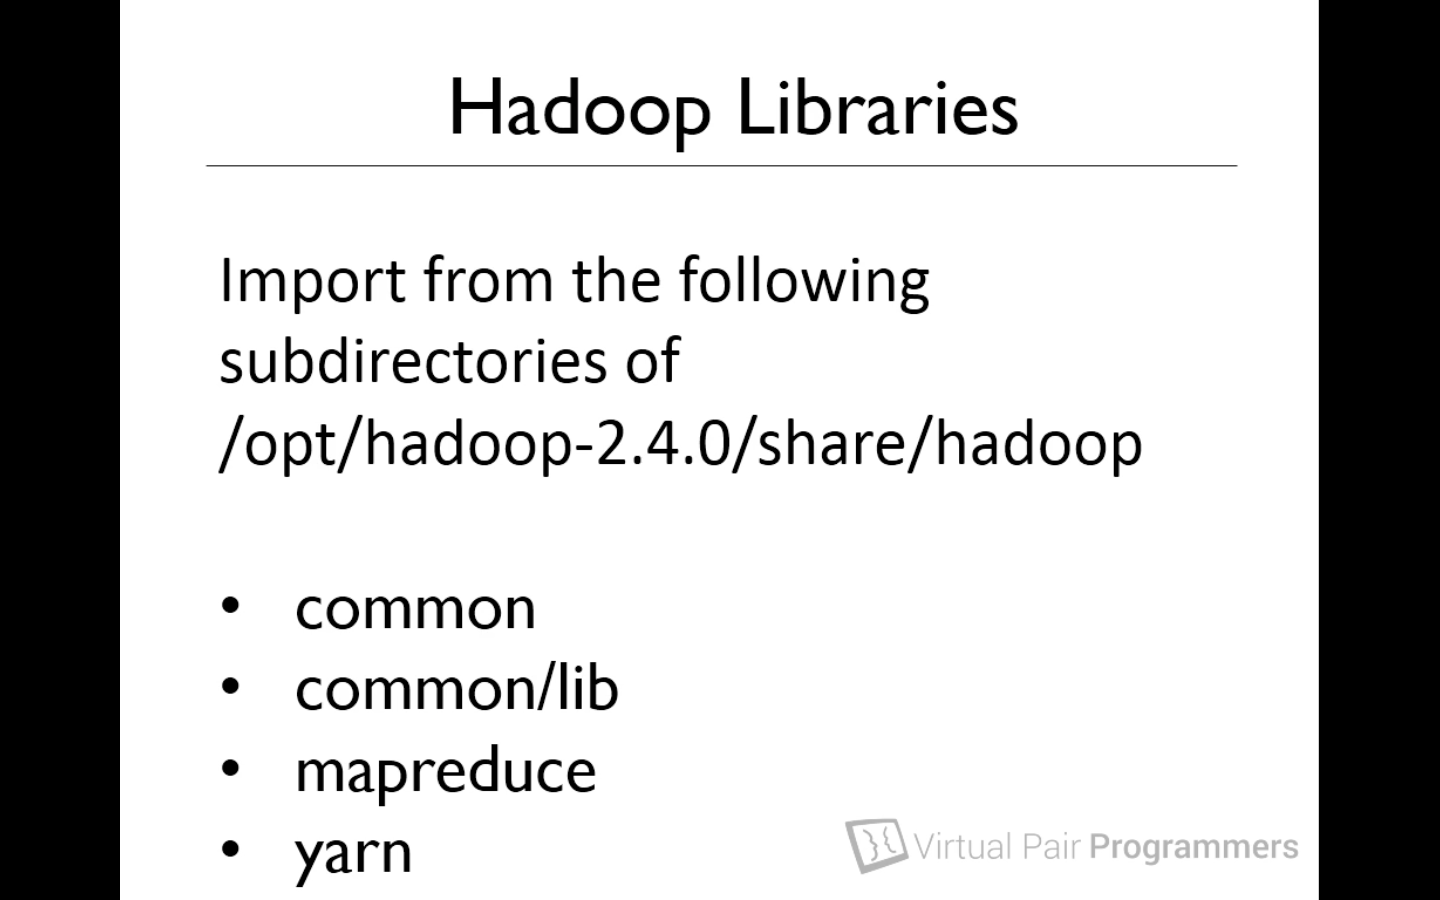 Hadoop Libraries
Import from the following
subdirectories of
/opt/hadoop-2.4.0/share/hadoop
• common
• common/lib
• mapreduce
• yarn
Virtual Pair Programmers